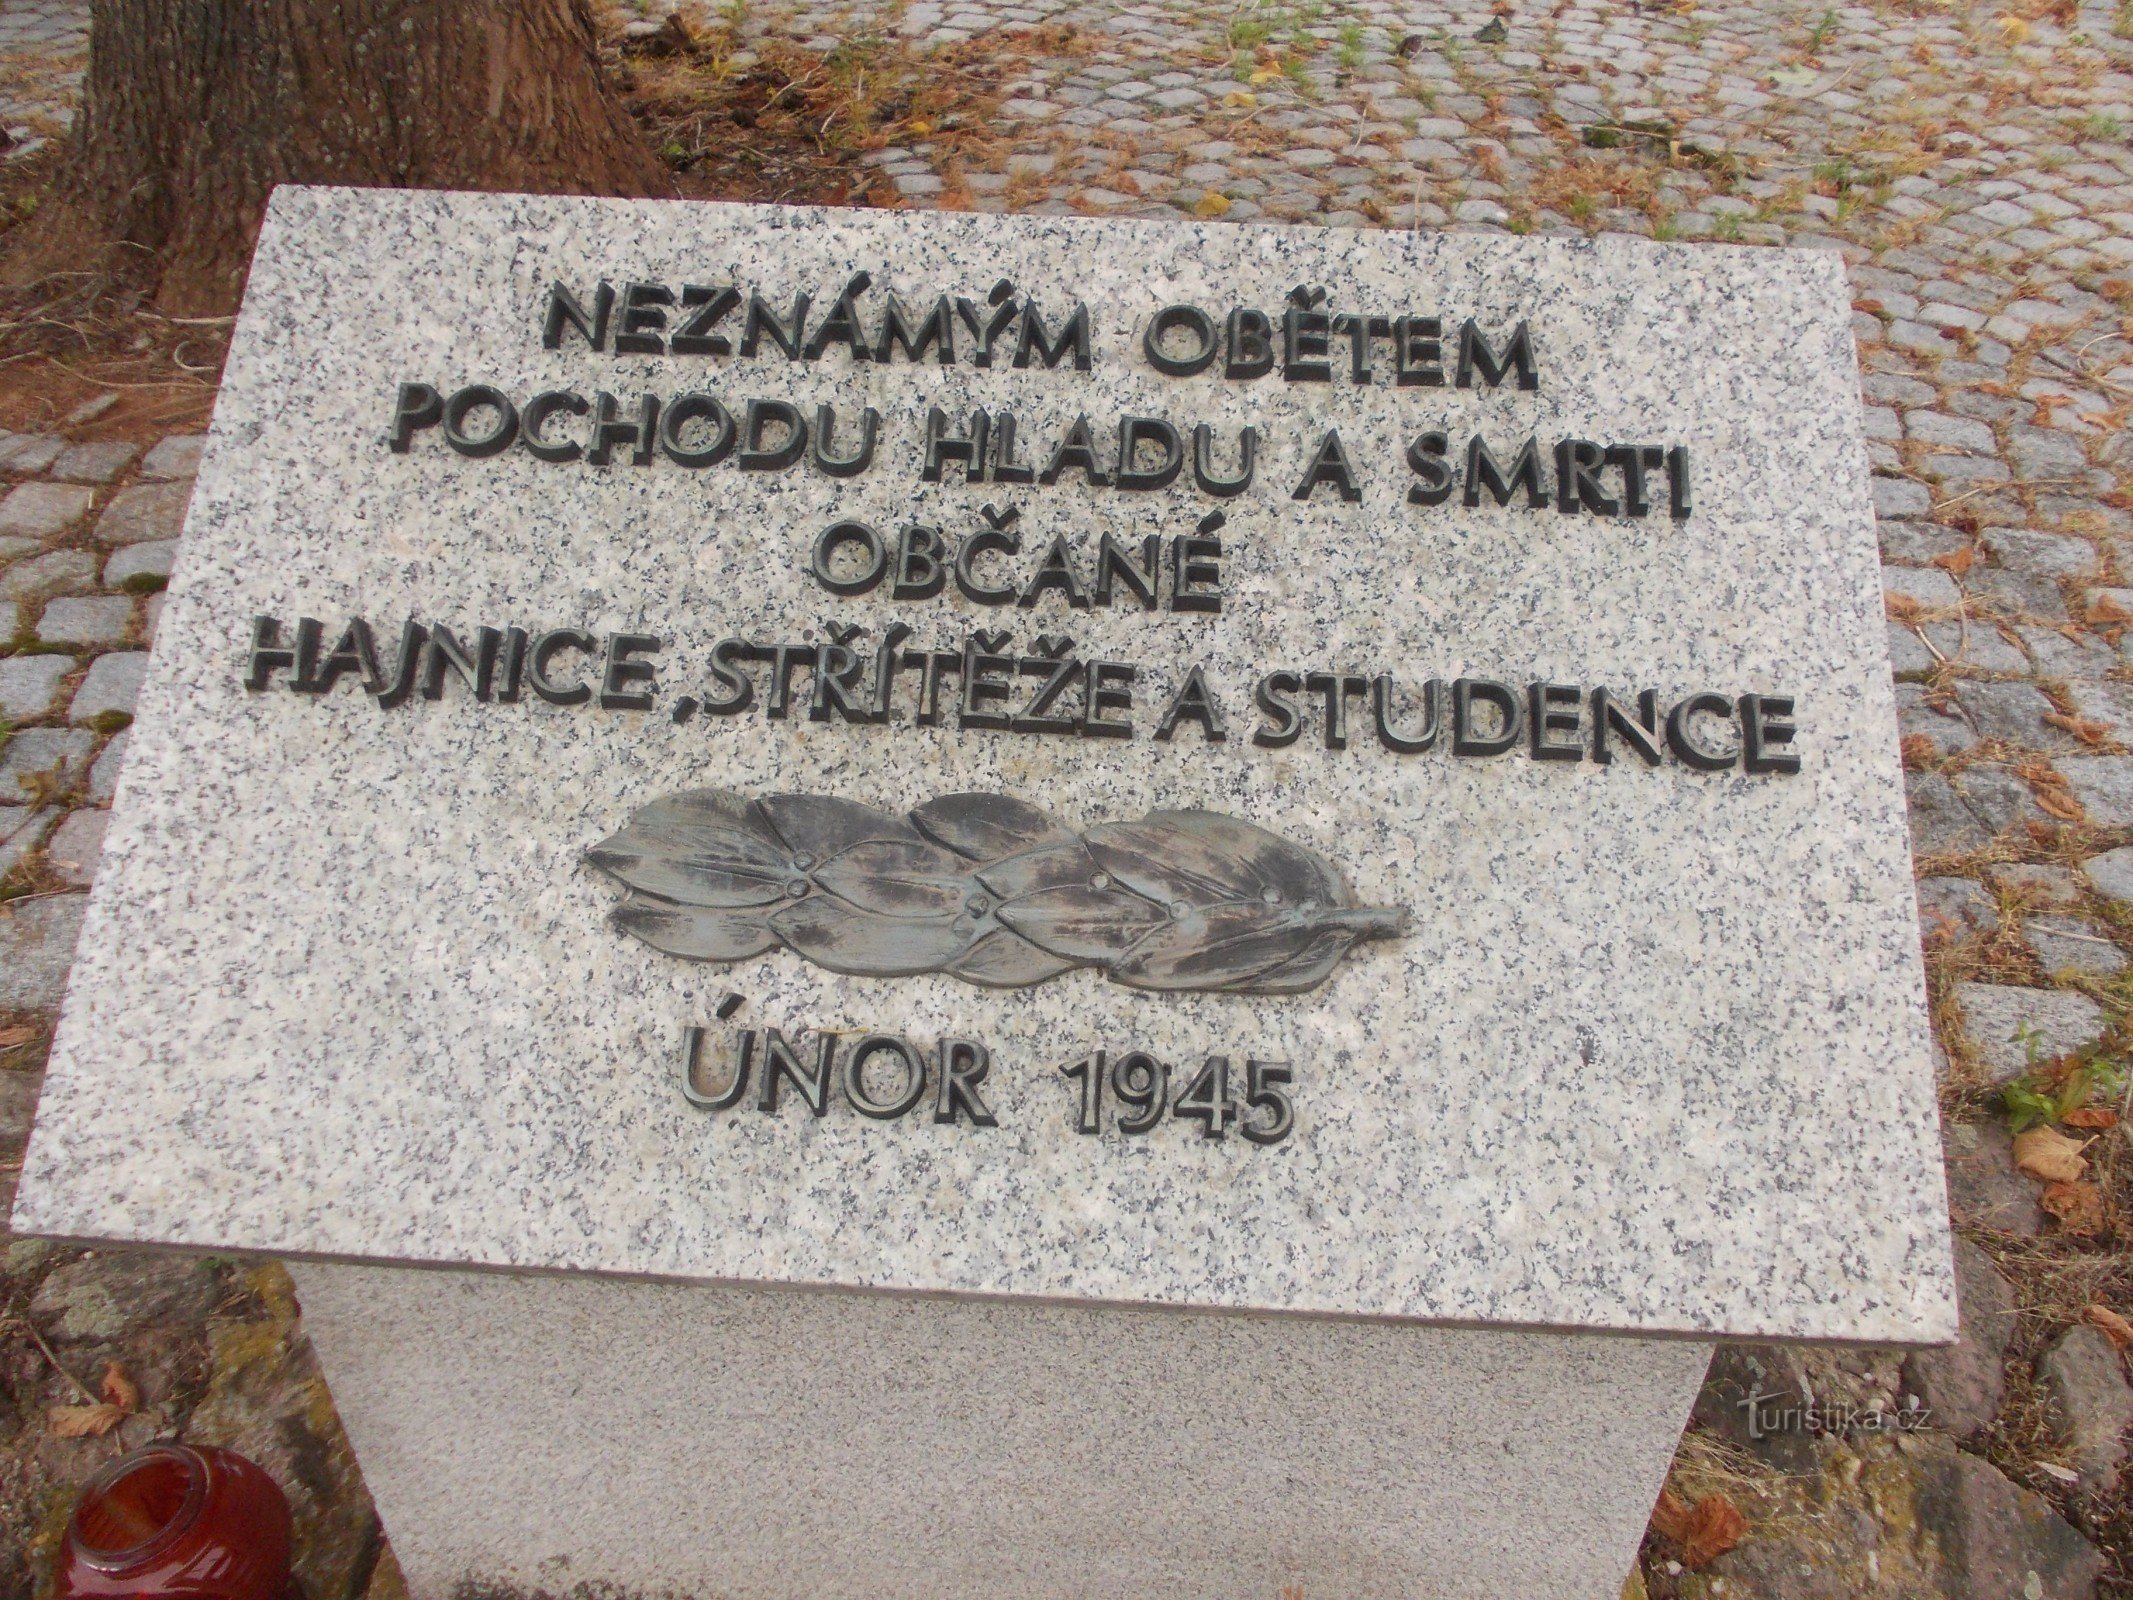 NEZNÁMÝM OBĚTEM
POCHODU HLADU A SMRTI
OBČANÉ
HAJNICE, STŘÍTĚŽE A STUDENCE
ÚNOR 1945
Turistika.cz